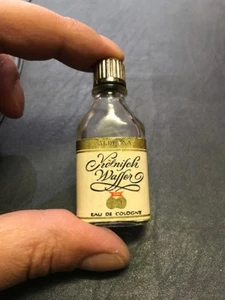 Kölnisch
Wasser
EAU DE COLOGNE